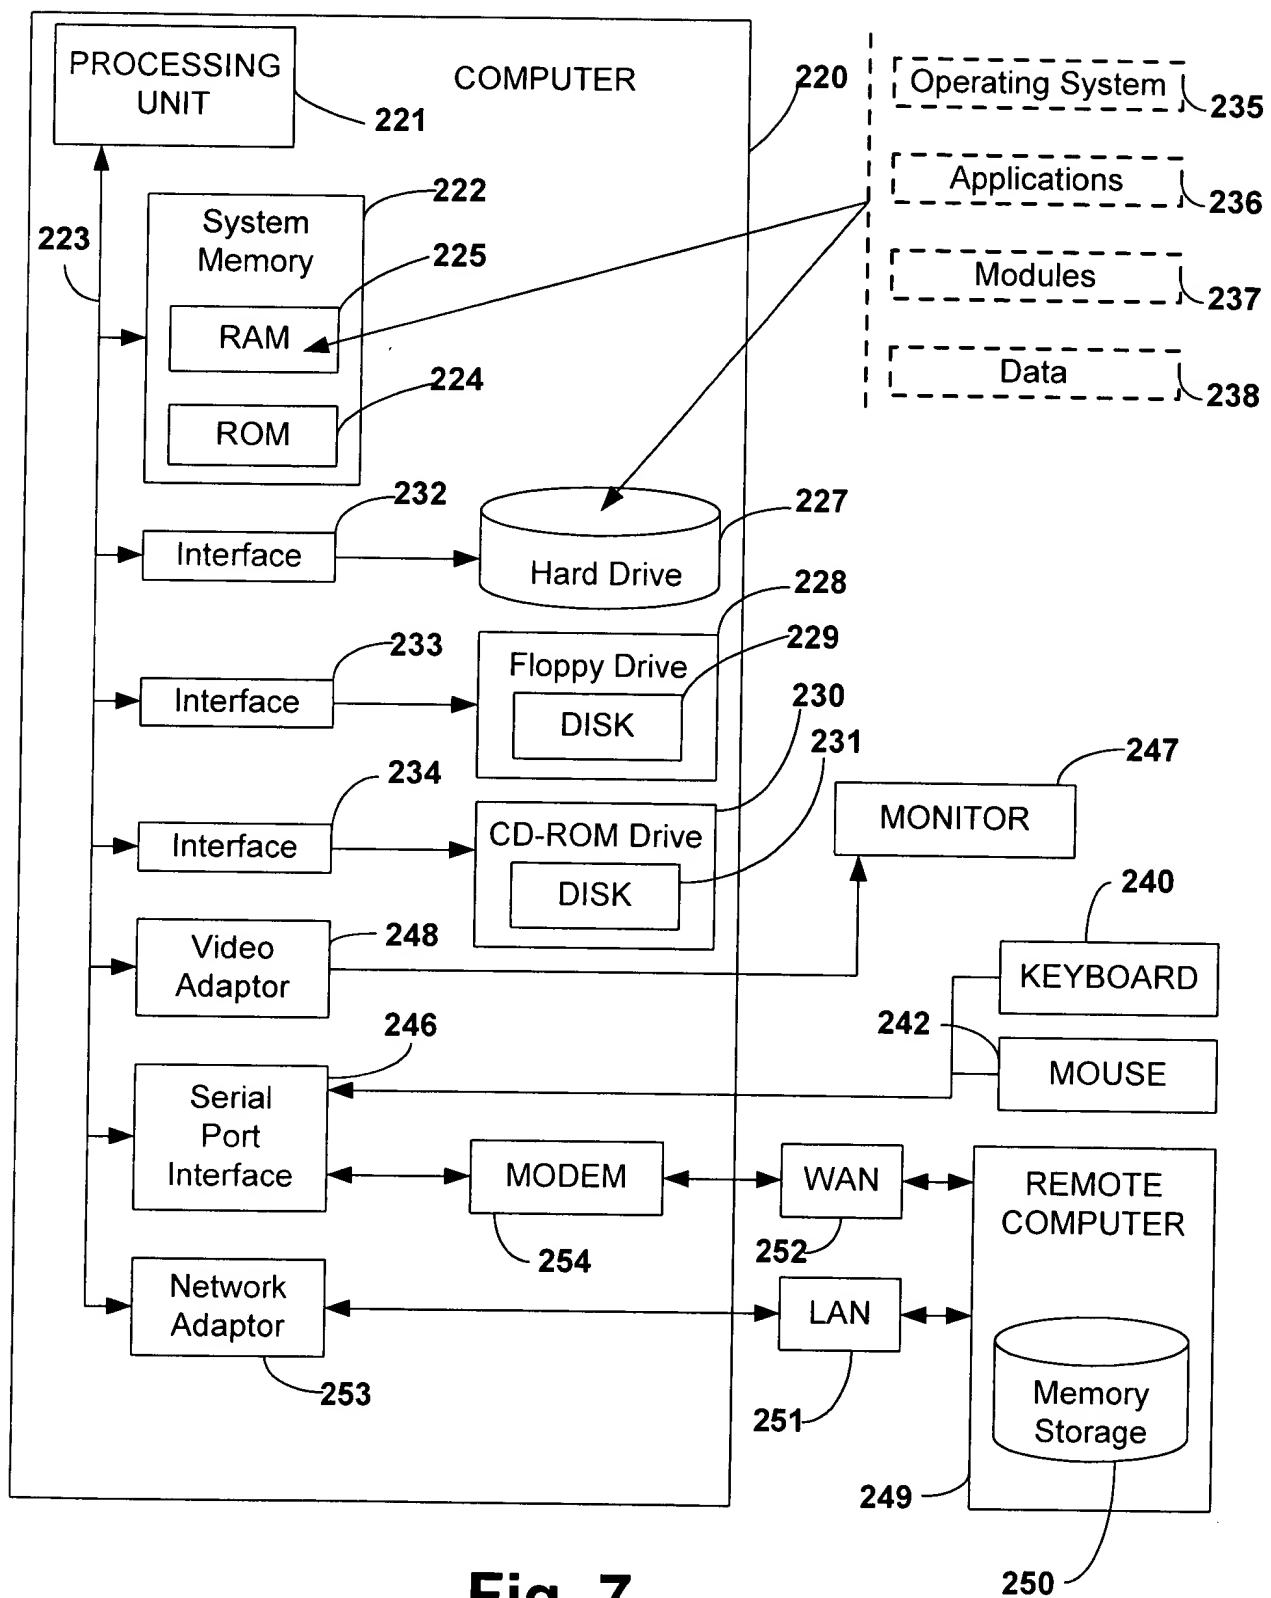 PROCESSING
UNIT
221
COMPUTER
220
Operating System
235
Applications
236
Modules
237
Data
238
223
System
Memory
222
225
RAM
224
ROM
232
Interface
Hard Drive
227
233
Interface
228
Floppy Drive
229
DISK
234
Interface
230
CD-ROM Drive
231
DISK
247
MONITOR
Video
Adaptor
248
240
KEYBOARD
242
MOUSE
246
Serial
Port
Interface
MODEM
254
WAN
252
REMOTE
COMPUTER
Network
Adaptor
253
LAN
251
Memory
Storage
249
250
Fig. 7